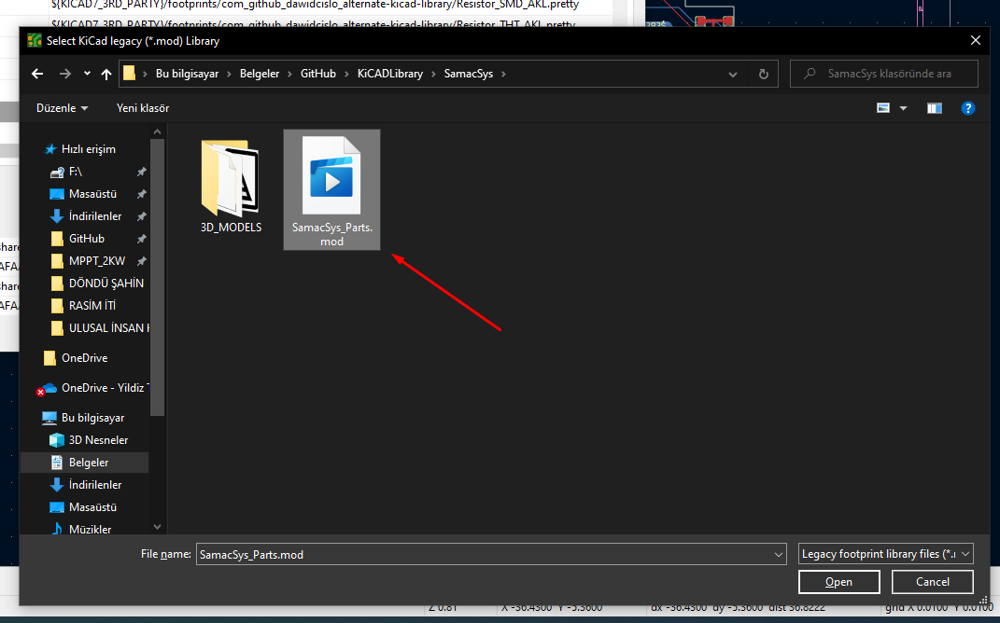 ${KICAD7_3RD_PARTY}/footprints/com_github_dawidcislo_alternate-kicad-library/Resistor_SMD_AKL.pretty
${KICAD7_3RD_PARTY}/footprints/com_github_dawidcislo_alternate-kicad-library/Resistor_THT_AKL.pretty
Select KiCad legacy (*.mod) Library
Bu bilgisayar > Belgeler > GitHub > KiCADLibrary > SamacSys >
SamacSys klasöründe ara
Düzenle
Yeni klasör
Hızlı erişim
F:\
Masaüstü
İndirilenler
GitHub
MPPT_2KW
DÖNDÜ ŞAHİN
RASİM İTİ
ULUSAL İNSAN
OneDrive
OneDrive - Yildiz
Bu bilgisayar
3D Nesneler
Belgeler
İndirilenler
Masaüstü
Müzikler
3D_MODELS
SamacSys_Parts.
mod
share
AFA
share
AFA
File name:
SamacSys_Parts.mod
Legacy footprint library files (*.
Open
Cancel
Z 0.81
X -36.4300 Y -5.3600
dx -36.4300 dy -5.3600 dist 36.8222
grid X 0.0100 Y 0.0100